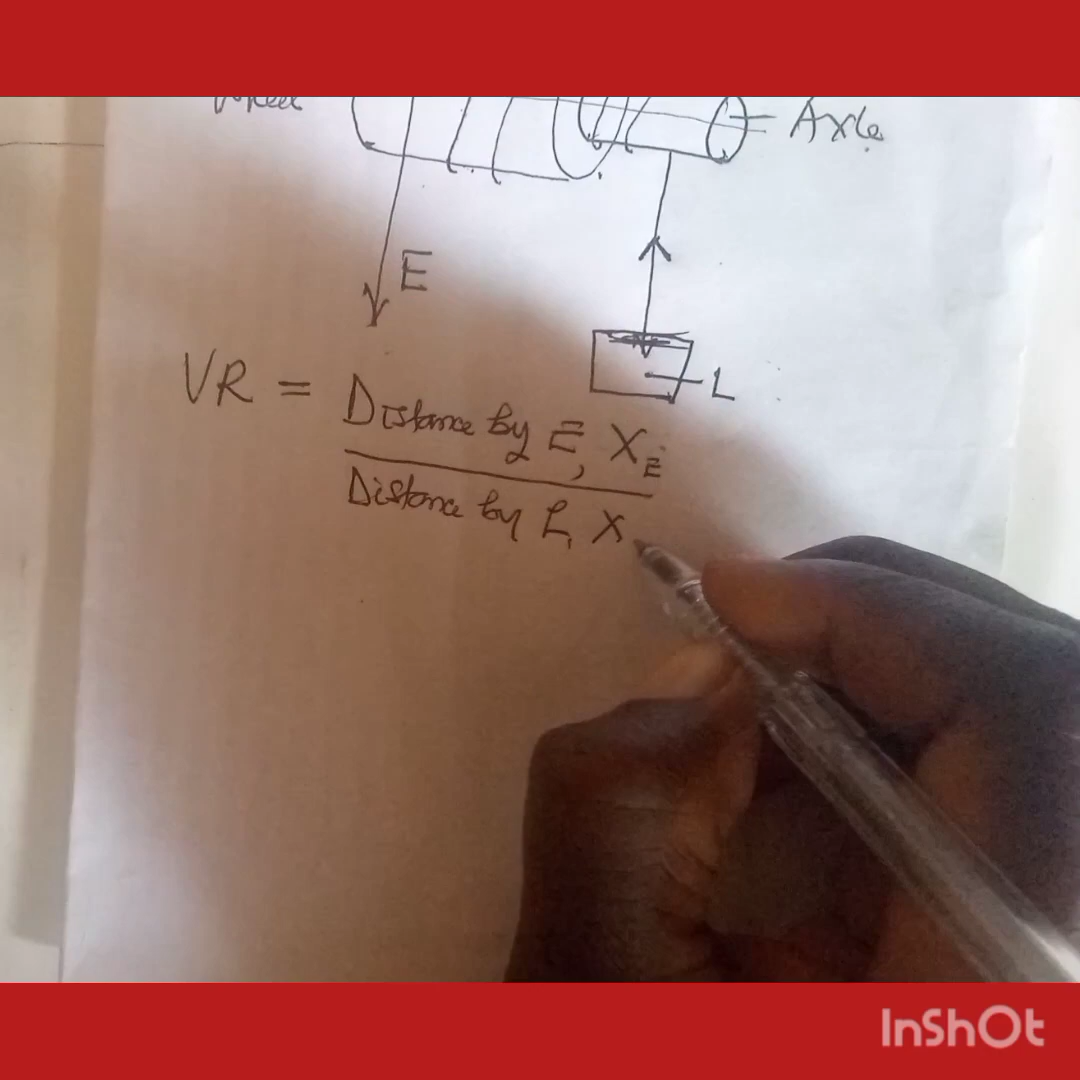 Wheel
Axle
E
L
VR = Distance by E, X_E
Distance by L, X
InShOt